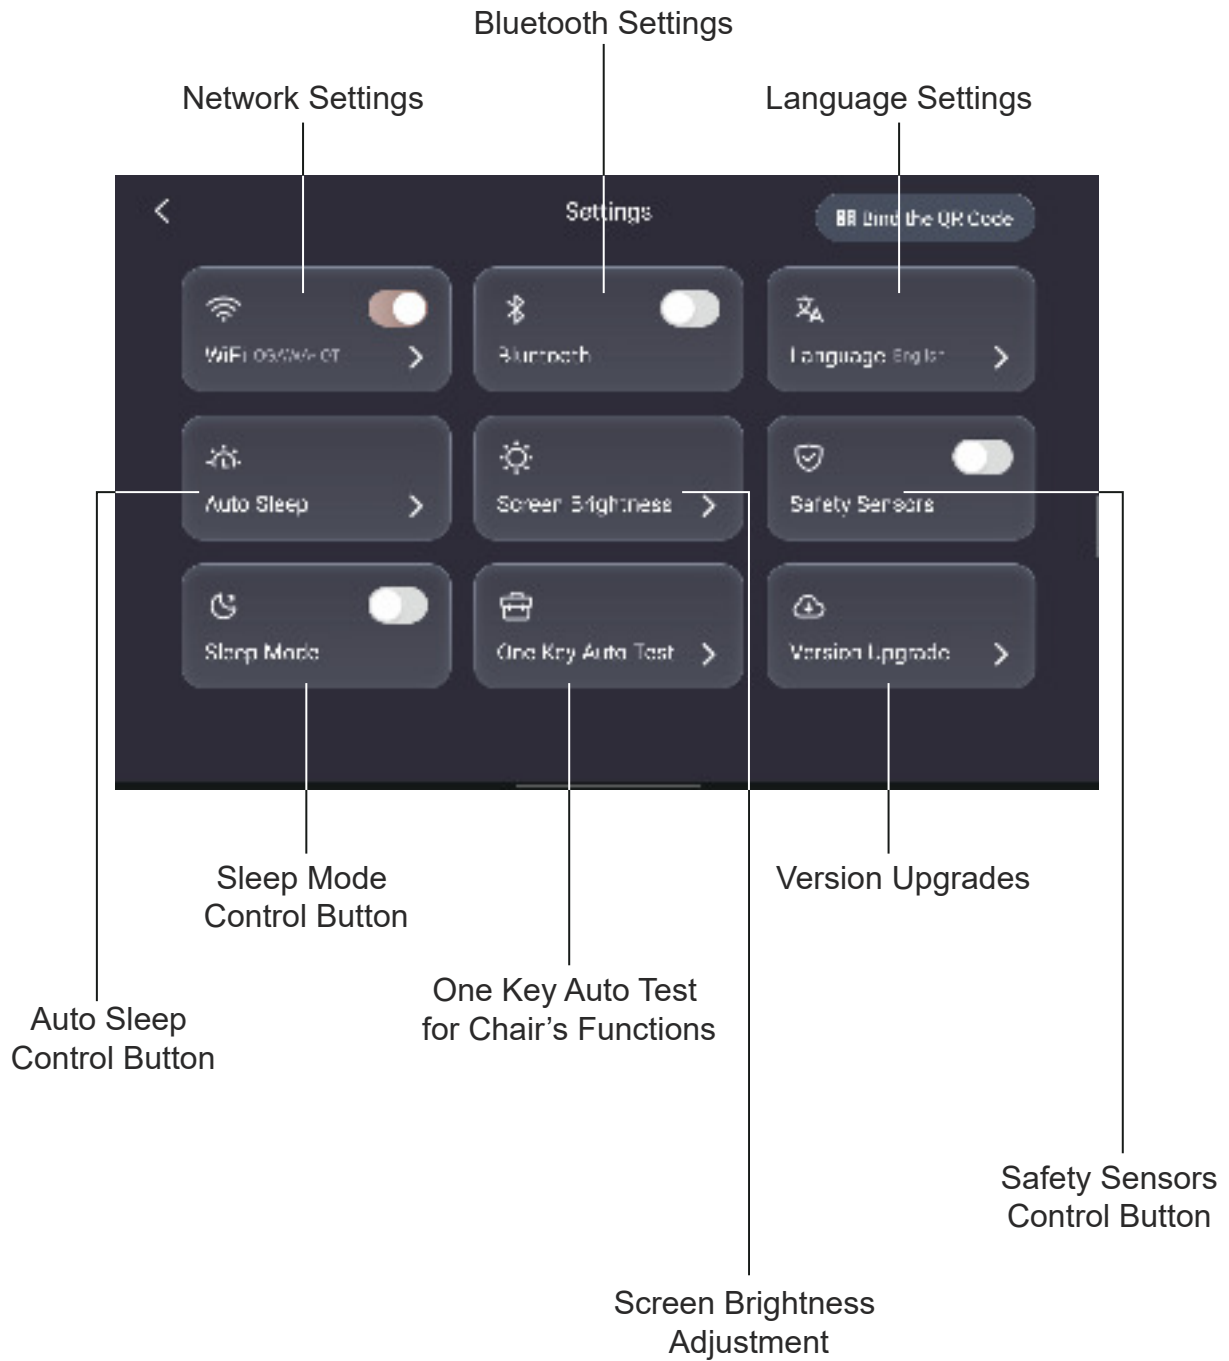 Bluetooth Settings
Network Settings
Language Settings
Settings
Bind the QR Code
WiFi
Bluetooth
Language English
Auto Sleep
Screen Brightness
Safety Sensors
Sleep Mode
One Key Auto Test
Version Upgrade
Sleep Mode
Control Button
Version Upgrades
One Key Auto Test
for Chair’s Functions
Auto Sleep
Control Button
Safety Sensors
Control Button
Screen Brightness
Adjustment